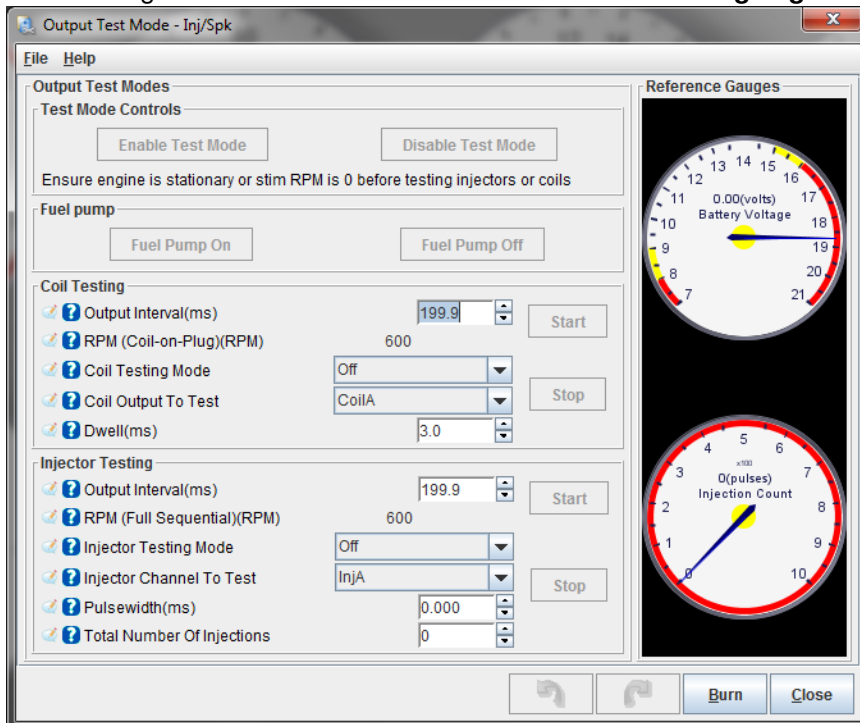 Output Test Mode - Inj/Spk
File Help
Output Test Modes
Test Mode Controls
Enable Test Mode Disable Test Mode
Ensure engine is stationary or stim RPM is 0 before testing injectors or coils
Fuel pump
Fuel Pump On Fuel Pump Off
Coil Testing
Output Interval(ms) 199.9 Start
RPM (Coil-on-Plug)(RPM) 600
Coil Testing Mode Off
Coil Output To Test CoilA Stop
Dwell(ms) 3.0
Injector Testing
Output Interval(ms) 199.9 Start
RPM (Full Sequential)(RPM) 600
Injector Testing Mode Off
Injector Channel To Test InjA Stop
Pulsewidth(ms) 0.000
Total Number Of Injections 0
Reference Gauges
7 8 9 10 11 12 13 14 15 16 17 18 19 20 21
0.00(volts)
Battery Voltage
0 1 2 3 4 5 6 7 8 9 10
x100
0(pulses)
Injection Count
Burn Close